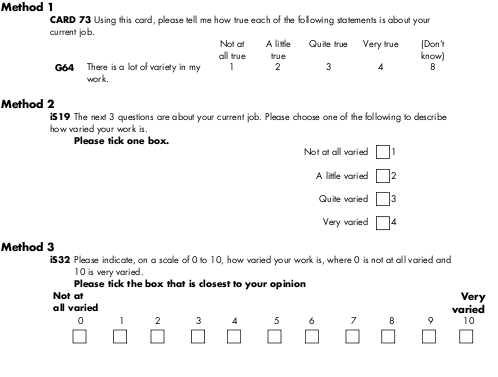 Method 1
CARD 73 Using this card, please tell me how true each of the following statements is about your
current job.
Not at all true A little true Quite true Very true (Don't know)
G64 There is a lot of variety in my work. 1 2 3 4 8
Method 2
iS19 The next 3 questions are about your current job. Please choose one of the following to describe
how varied your work is.
Please tick one box.
Not at all varied 1
A little varied 2
Quite varied 3
Very varied 4
Method 3
iS32 Please indicate, on a scale of 0 to 10, how varied your work is, where 0 is not at all varied and
10 is very varied.
Please tick the box that is closest to your opinion
Not at all varied Very varied
0 1 2 3 4 5 6 7 8 9 10